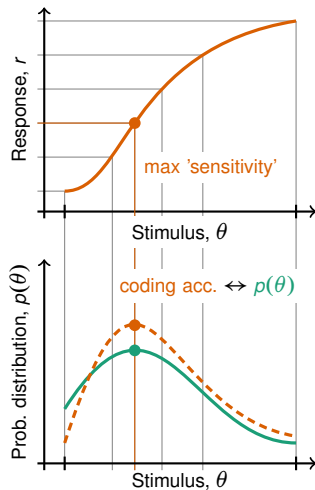 Response, r
max 'sensitivity'
Stimulus, θ
Prob. distribution, p(θ)
coding acc. ↔ p(θ)
Stimulus, θ